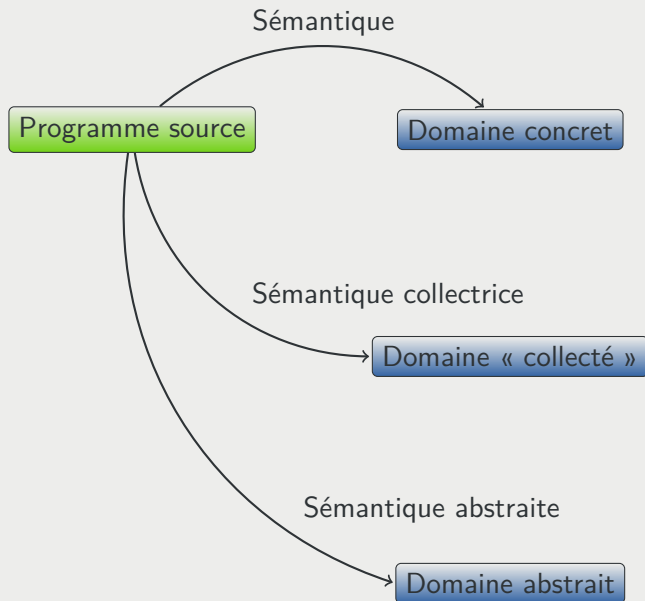 Sémantique
Programme source
Domaine concret
Sémantique collectrice
Domaine « collecté »
Sémantique abstraite
Domaine abstrait